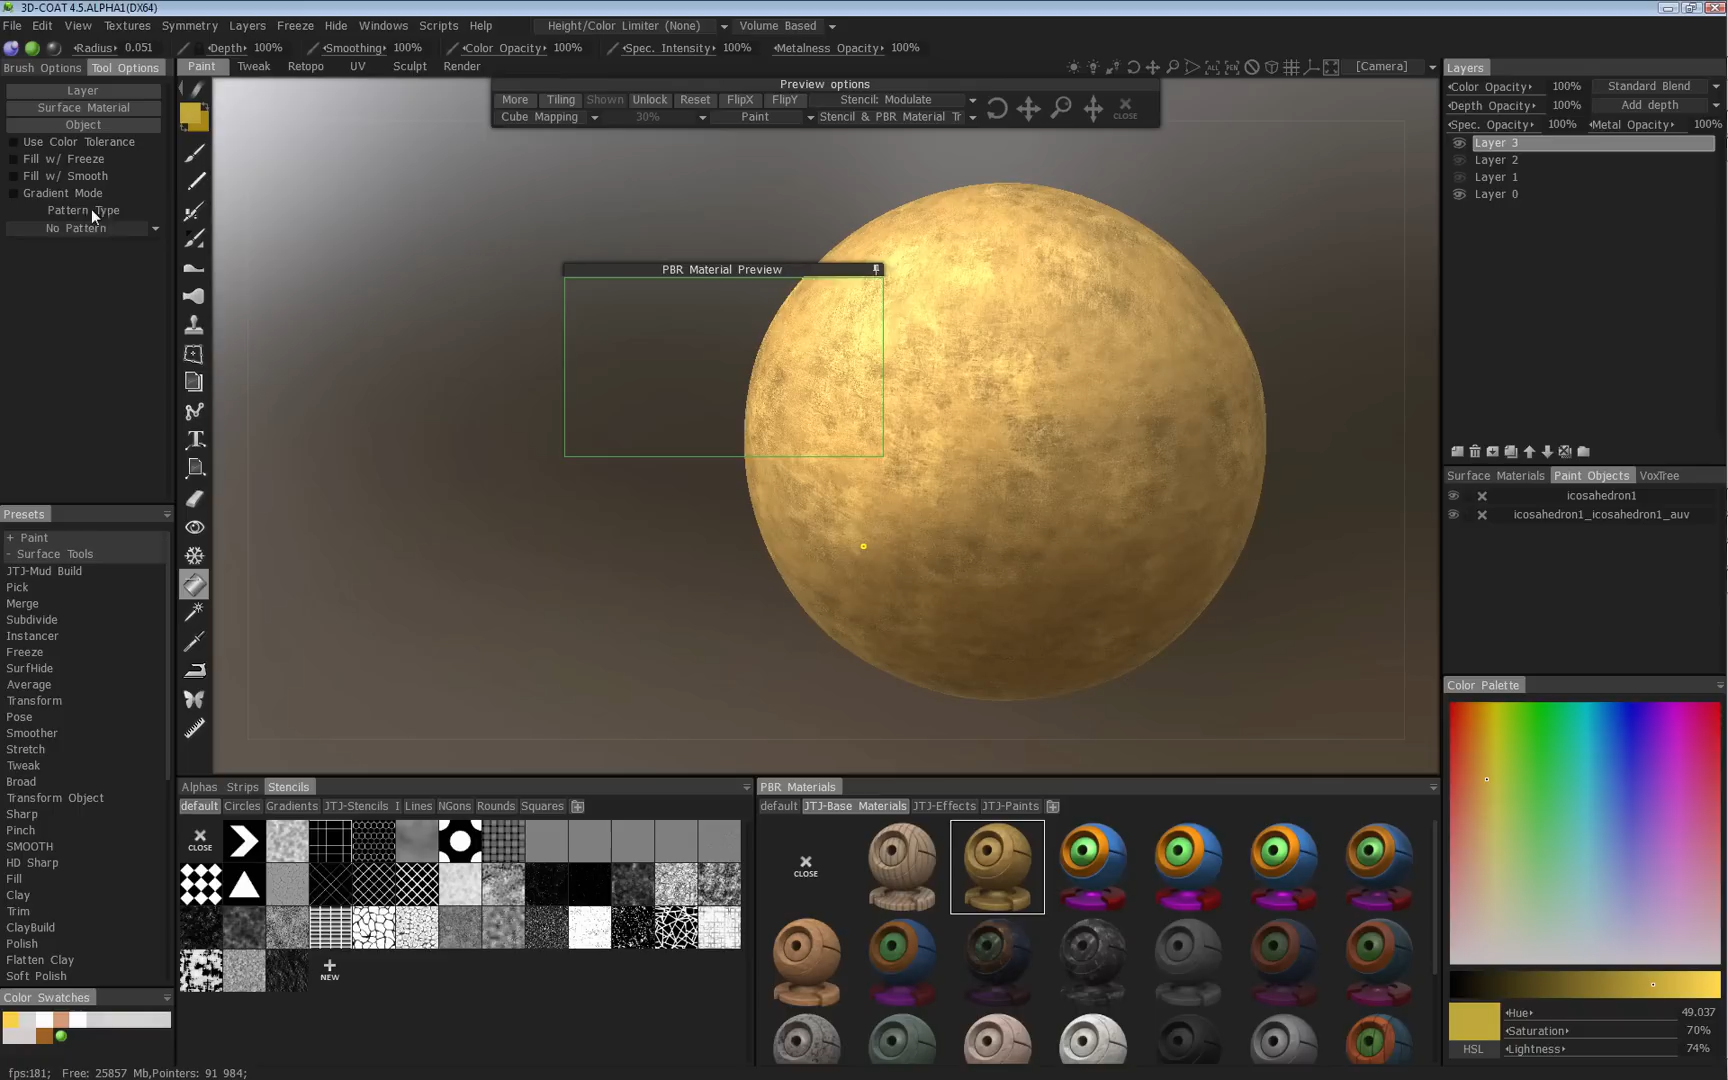 3D-COAT 4.5.ALPHA1(DX64)
File Edit View Textures Symmetry Layers Freeze Hide Windows Scripts Help Height/Color Limiter (None) Volume Based
Radius 0.051 Depth 100% Smoothing 100% Color Opacity 100% Spec. Intensity 100% Metalness Opacity 100%
Brush Options Tool Options Paint Tweak Retopo UV Sculpt Render [Camera] Layers
Preview options
More Tiling Shown Unlock Reset FlipX FlipY Stencil: Modulate
Cube Mapping 30% Paint Stencil & PBR Material Tr CLOSE
Layer
Surface Material
Object
Use Color Tolerance
Fill w/ Freeze
Fill w/ Smooth
Gradient Mode
Pattern Type
No Pattern
Color Opacity 100% Standard Blend
Depth Opacity 100% Add depth
Spec. Opacity 100% Metal Opacity 100%
Layer 3
Layer 2
Layer 1
Layer 0
PBR Material Preview
Surface Materials Paint Objects VoxTree
icosahedron1
icosahedron1_icosahedron1_auv
Presets
+ Paint
- Surface Tools
JTJ-Mud Build
Pick
Merge
Subdivide
Instancer
Freeze
SurfHide
Average
Transform
Pose
Smoother
Stretch
Tweak
Broad
Transform Object
Sharp
Pinch
SMOOTH
HD Sharp
Fill
Clay
Trim
ClayBuild
Polish
Flatten Clay
Soft Polish
Color Swatches
Color Palette
Alphas Strips Stencils
default Circles Gradients JTJ-Stencils I Lines NGons Rounds Squares
CLOSE
NEW
PBR Materials
default JTJ-Base Materials JTJ-Effects JTJ-Paints
CLOSE
Hue 49.037
Saturation 70%
HSL Lightness 74%
fps:181; Free: 25857 Mb,Pointers: 91 984;